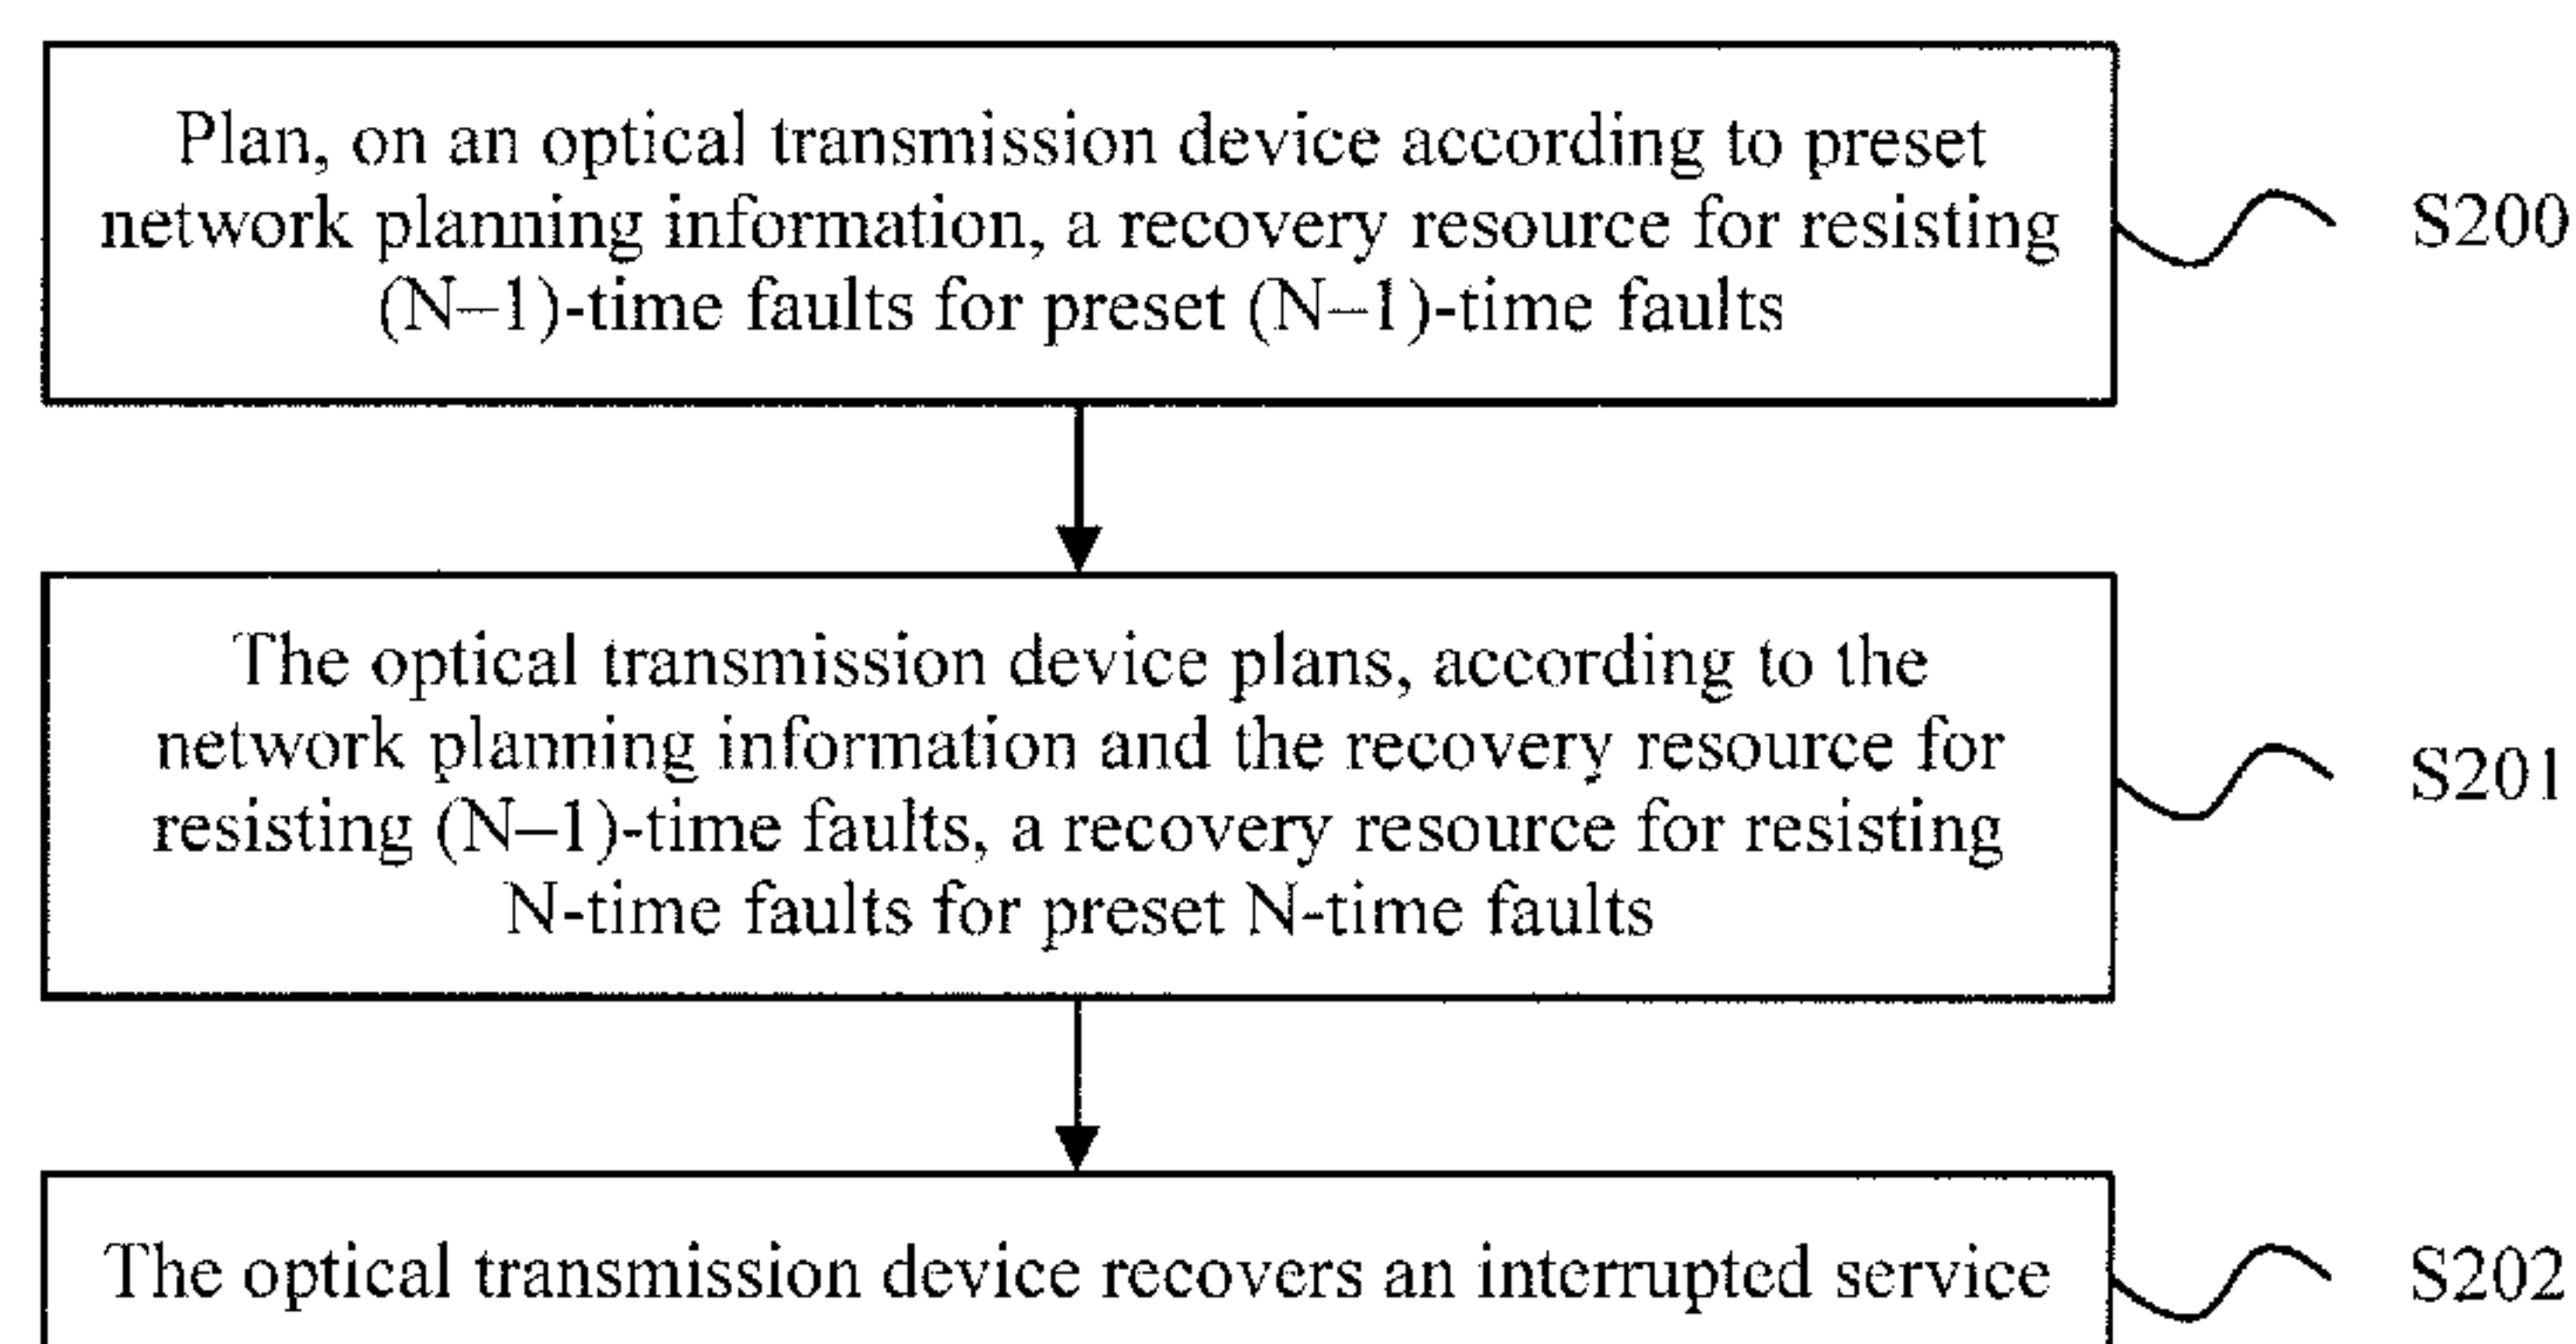 Plan, on an optical transmission device according to preset
network planning information, a recovery resource for resisting
(N–1)-time faults for preset (N–1)-time faults
S200
The optical transmission device plans, according to the
network planning information and the recovery resource for
resisting (N–1)-time faults, a recovery resource for resisting
N-time faults for preset N-time faults
S201
The optical transmission device recovers an interrupted service
S202